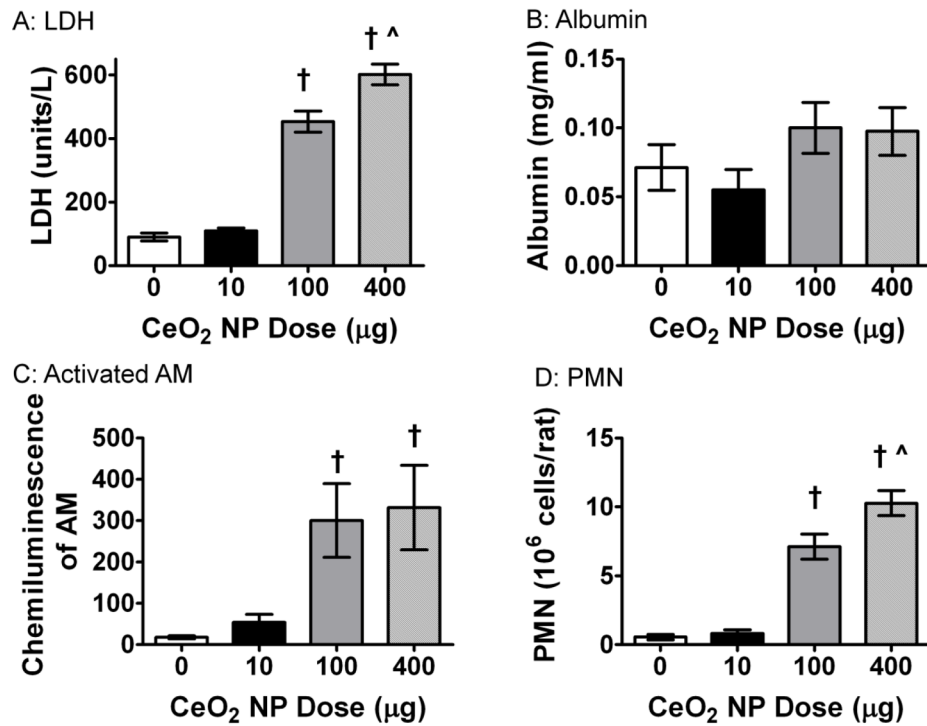 A: LDH
† ^
†
LDH (units/L)
600
400
200
0
0 10 100 400
CeO₂ NP Dose (μg)
B: Albumin
Albumin (mg/ml)
0.15
0.10
0.05
0.00
0 10 100 400
CeO₂ NP Dose (μg)
C: Activated AM
Chemiluminescence
of AM
500
400
300
200
100
0
† †
0 10 100 400
CeO₂ NP Dose (μg)
D: PMN
PMN (10⁶ cells/rat)
15
10
5
0
† ^
†
0 10 100 400
CeO₂ NP Dose (μg)